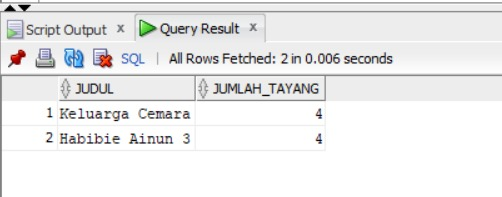 Script Output x Query Result x
SQL | All Rows Fetched: 2 in 0.006 seconds
JUDUL JUMLAH_TAYANG
1 Keluarga Cemara 4
2 Habibie Ainun 3 4